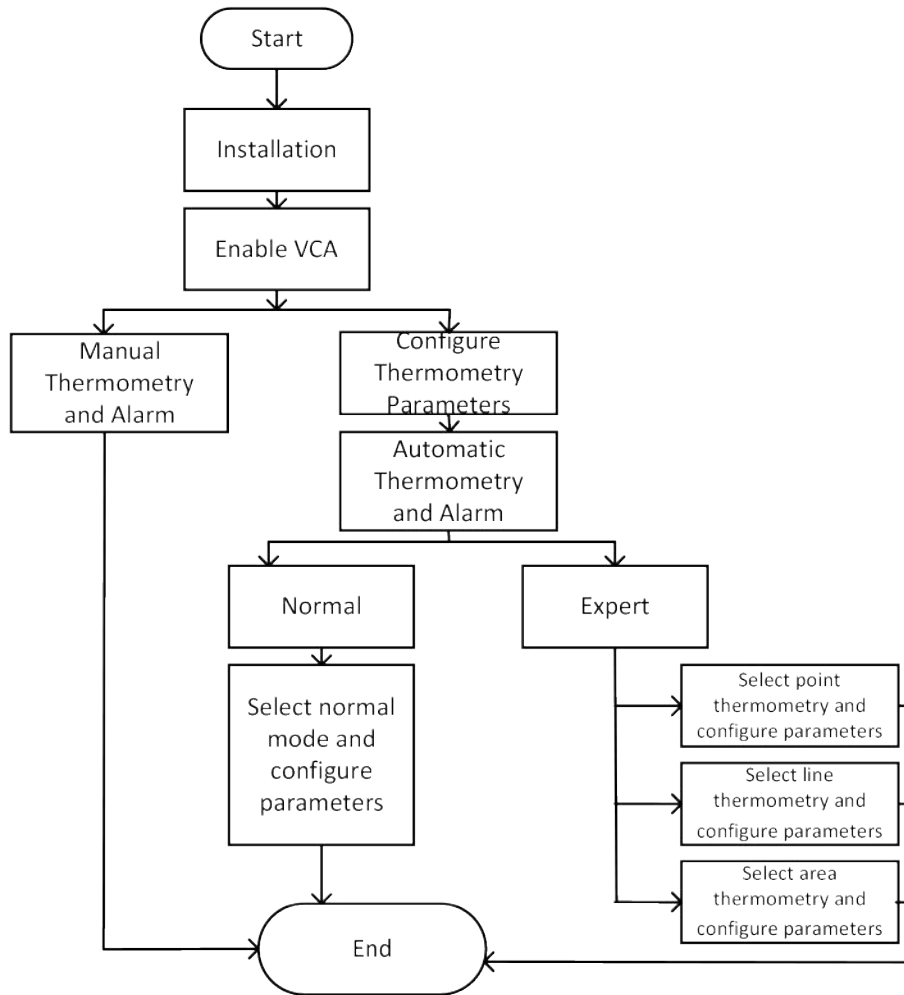 Start
Installation
Enable VCA
Manual
Thermometry
and Alarm
Configure
Thermometry
Parameters
Automatic
Thermometry
and Alarm
Normal
Expert
Select normal
mode and
configure
parameters
Select point
thermometry and
configure parameters
Select line
thermometry and
configure parameters
Select area
thermometry and
configure parameters
End